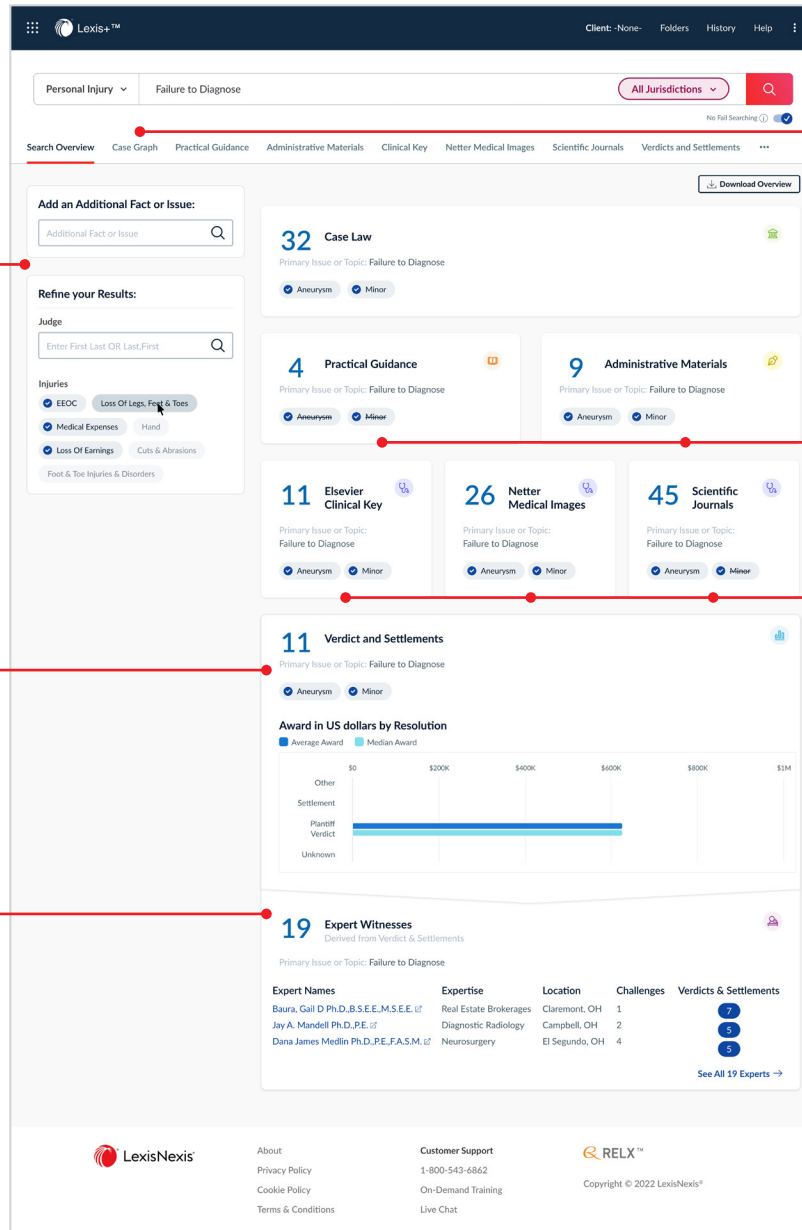 Lexis+™
Client: -None- Folders History Help
Personal Injury
Failure to Diagnose
All Jurisdictions
No Fail Searching
Search Overview Case Graph Practical Guidance Administrative Materials Clinical Key Netter Medical Images Scientific Journals Verdicts and Settlements •••
Download Overview
Add an Additional Fact or Issue:
Additional Fact or Issue
Refine your Results:
Judge
Enter First Last OR Last,First
Injuries
EEOC Loss Of Legs, Feet & Toes
Medical Expenses Hand
Loss Of Earnings Cuts & Abrasions
Foot & Toe Injuries & Disorders
32 Case Law
Primary Issue or Topic: Failure to Diagnose
Aneurysm Minor
4 Practical Guidance
Primary Issue or Topic: Failure to Diagnose
Aneurysm Minor
9 Administrative Materials
Primary Issue or Topic: Failure to Diagnose
Aneurysm Minor
11 Elsevier
Clinical Key
Primary Issue or Topic:
Failure to Diagnose
Aneurysm Minor
26 Netter
Medical Images
Primary Issue or Topic:
Failure to Diagnose
Aneurysm Minor
45 Scientific
Journals
Primary Issue or Topic:
Failure to Diagnose
Aneurysm Minor
11 Verdict and Settlements
Primary Issue or Topic: Failure to Diagnose
Aneurysm Minor
Award in US dollars by Resolution
Average Award Median Award
$0 $200K $400K $600K $800K $1M
Other
Settlement
Plantiff
Verdict
Unknown
19 Expert Witnesses
Derived from Verdict & Settlements
Primary Issue or Topic: Failure to Diagnose
Expert Names Expertise Location Challenges Verdicts & Settlements
Baura, Gail D Ph.D.,B.S.E.E.,M.S.E.E. Real Estate Brokerages Claremont, OH 1 7
Jay A. Mandell Ph.D.,P.E. Diagnostic Radiology Campbell, OH 2 5
Dana James Medlin Ph.D.,P.E.,F.A.S.M. Neurosurgery El Segundo, OH 4 5
See All 19 Experts →
LexisNexis®
About
Privacy Policy
Cookie Policy
Terms & Conditions
Customer Support
1-800-543-6862
On-Demand Training
Live Chat
RELX™
Copyright © 2022 LexisNexis®